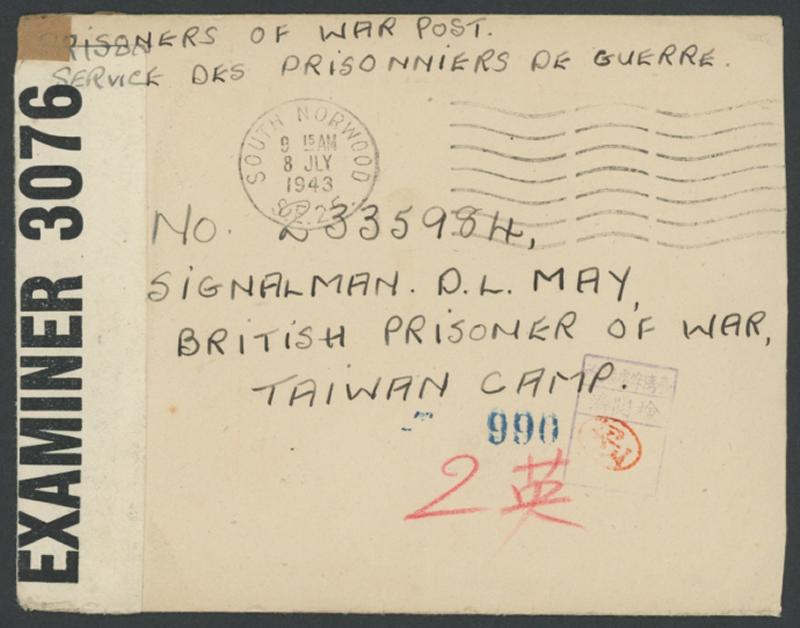 PRISONERS OF WAR POST.
SERVICE DES PRISONNIERS DE GUERRE.
EXAMINER 3076
SOUTH NORWOOD
9 15 AM
8 JLY
1943
S.E.25.
No. 2335984,
SIGNALMAN. D.L. MAY,
BRITISH PRISONER OF WAR,
TAIWAN CAMP.
990
2 英